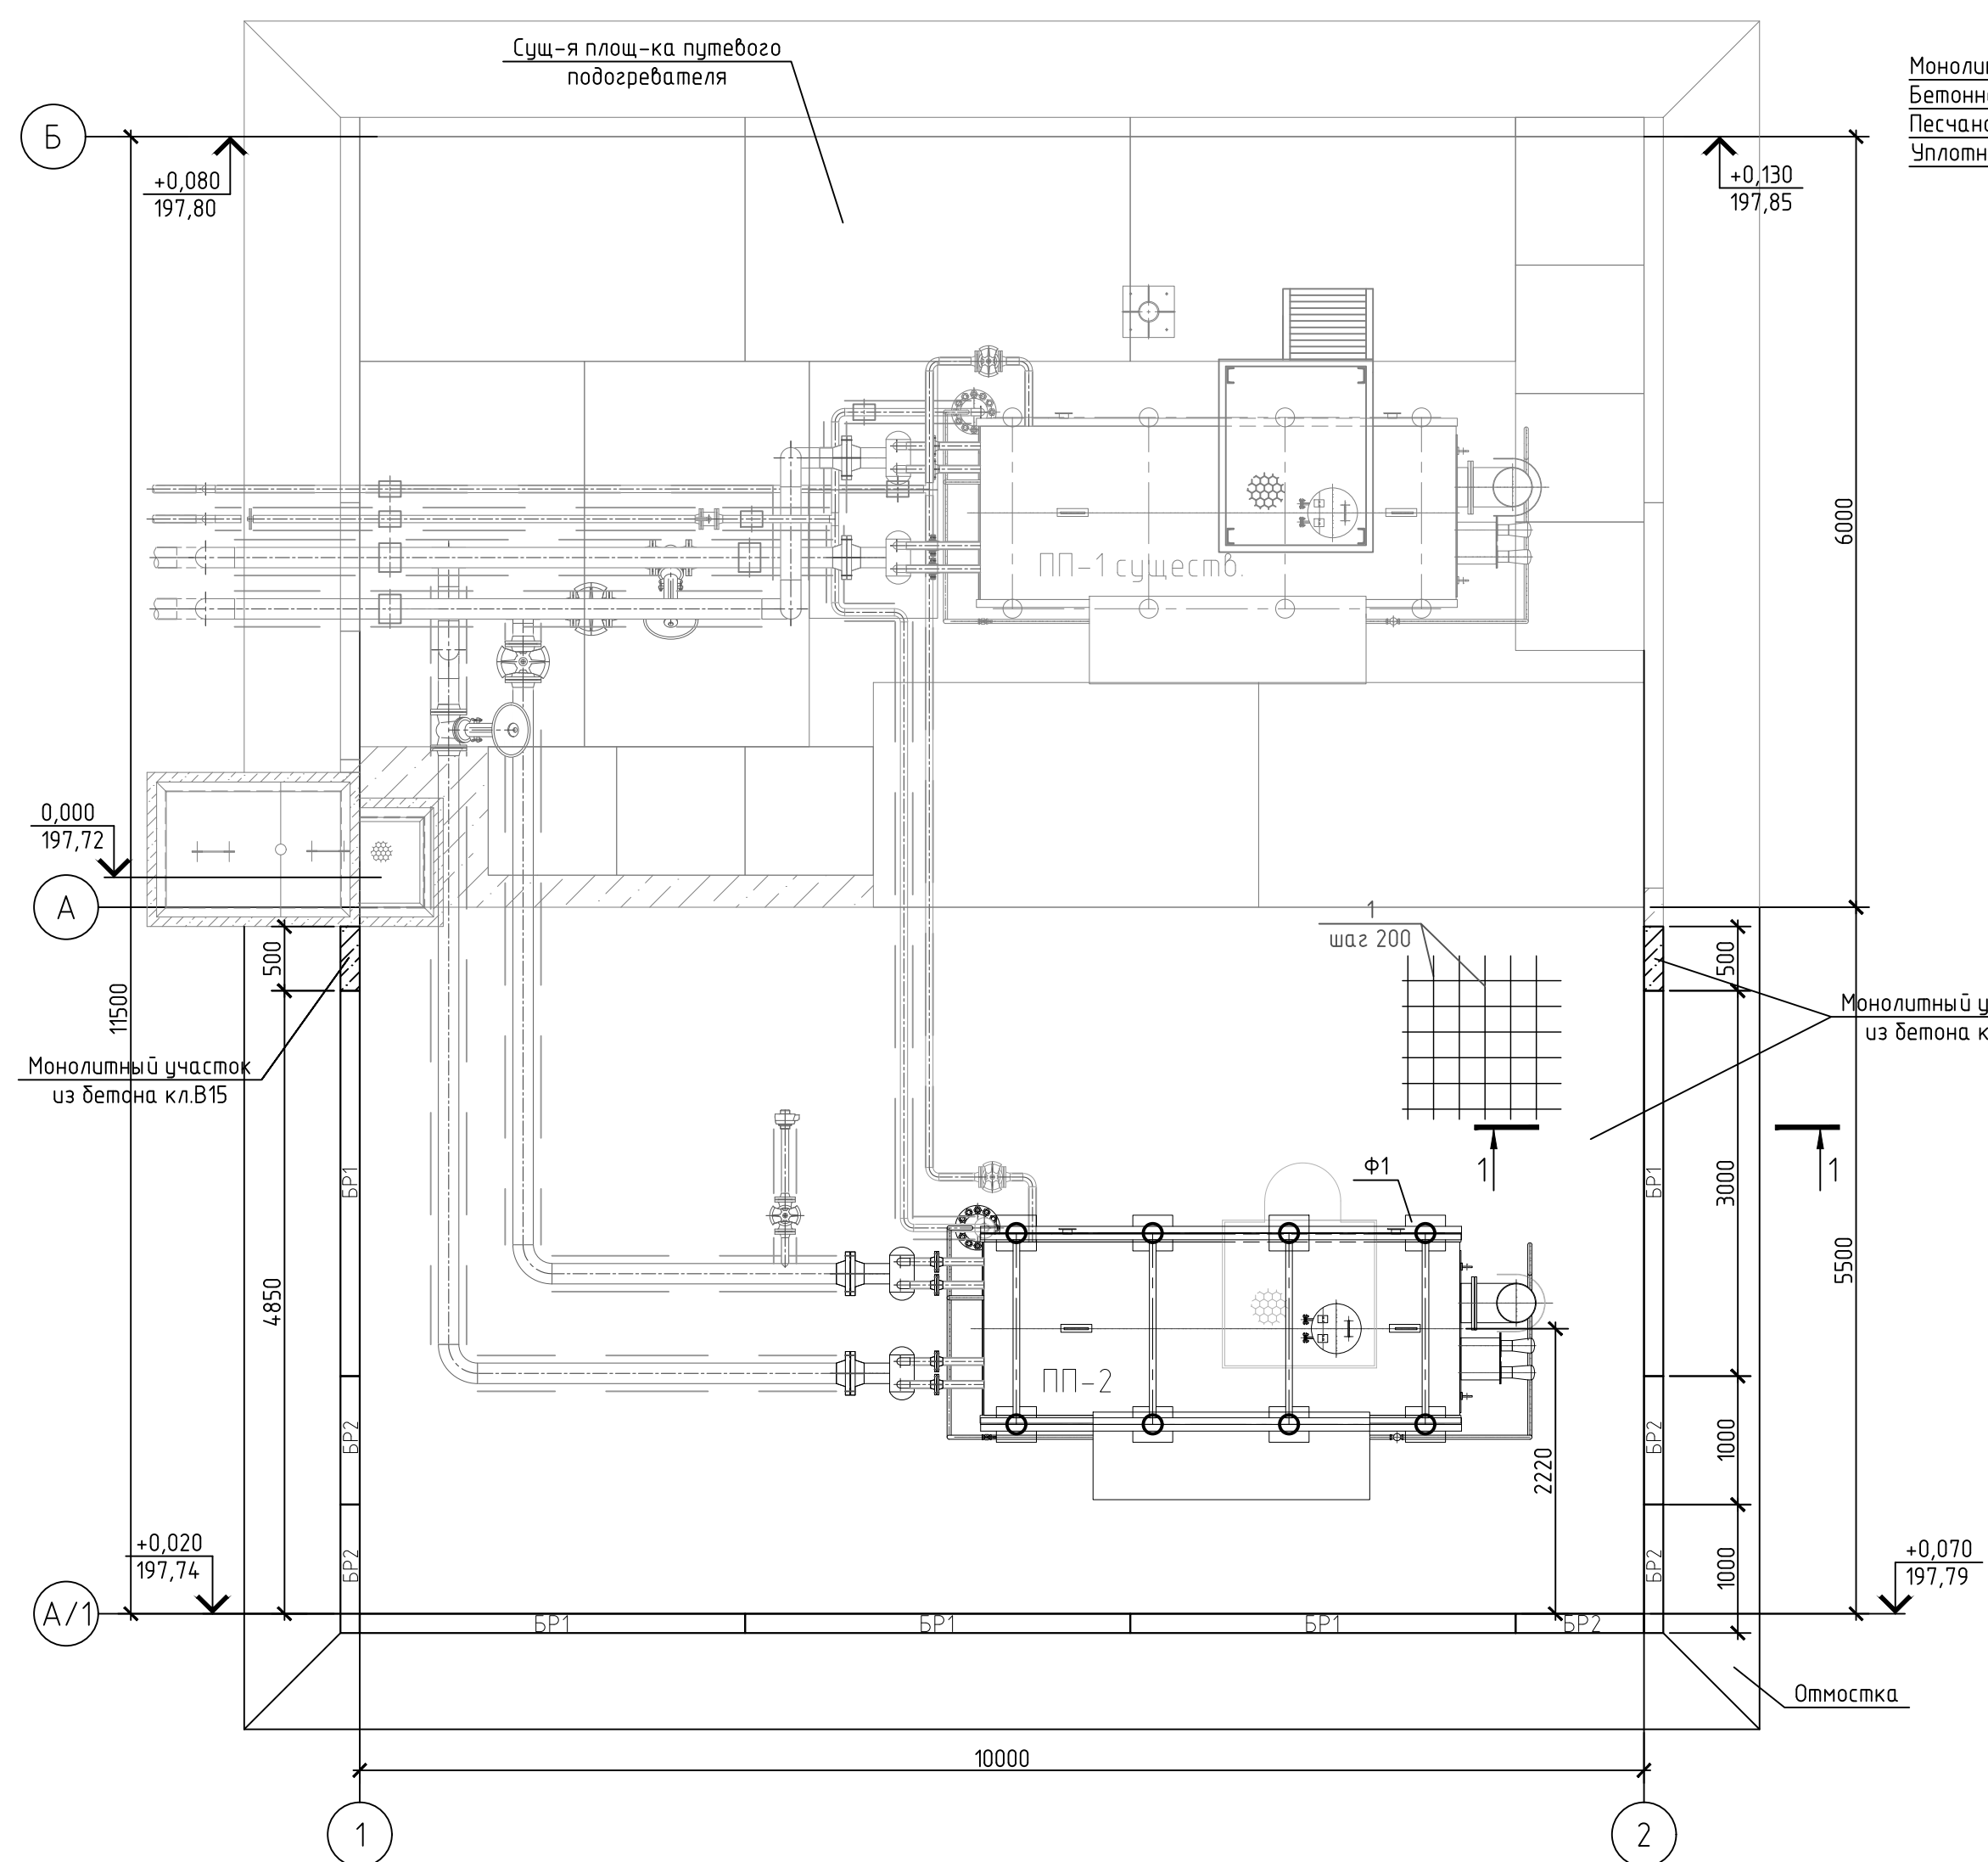 Сущ-я площ-ка путевого
подогревателя
Б
+0,080
197,80
+0,130
197,85
6000
ПП-1 существ.
0,000
197,72
А
500
11500
1
шаг 200
500
Монолитный
из бетона
Монолитный участок
из бетона кл.В15
1
1
Ф1
БР1
БР1
3000
5500
4850
ПП-2
БР2
БР2
1000
2220
+0,020
197,74
БР2
БР2
1000
+0,070
197,79
А/1
БР1
БР1
БР1
БР2
Отмостка
10000
1
2